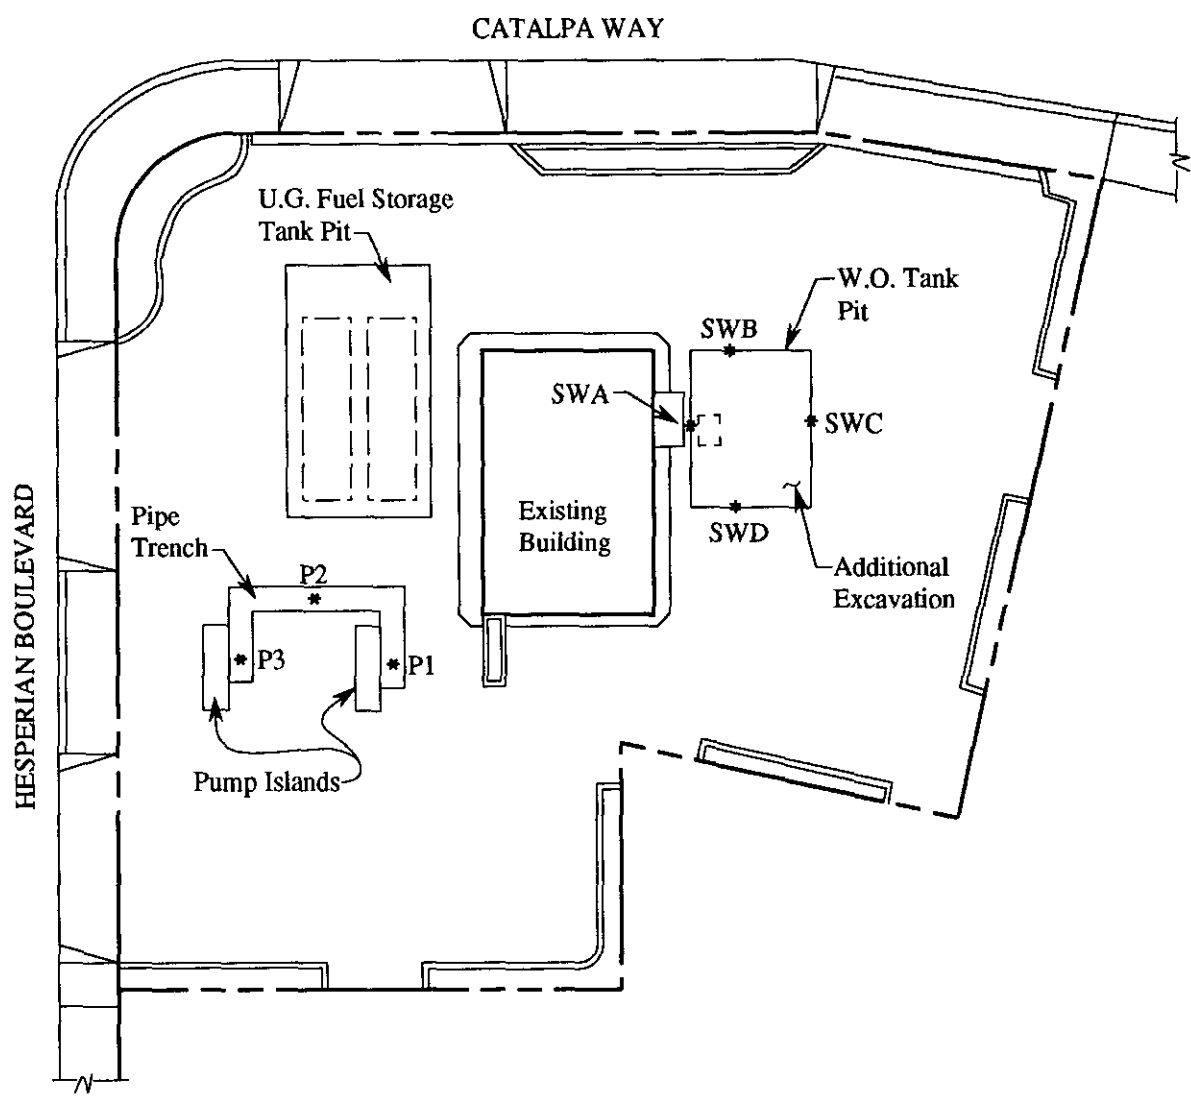 CATALPA WAY
U.G. Fuel Storage
Tank Pit
W.O. Tank
Pit
SWB
SWA
SWC
HESPERIAN BOULEVARD
Pipe
Trench
Existing
Building
SWD
P2
Additional
Excavation
P3
P1
Pump Islands